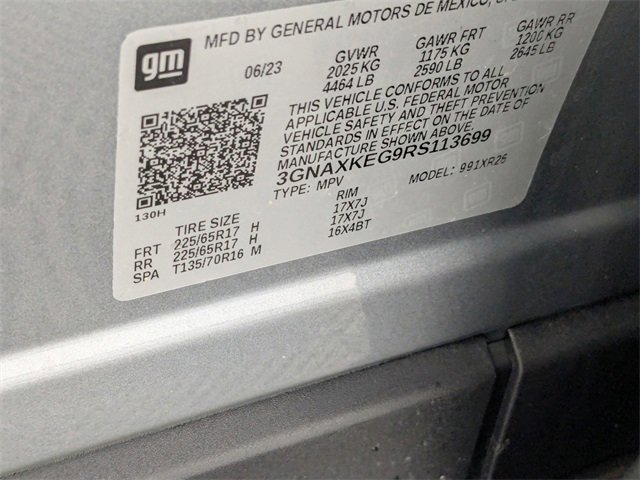 gm
MFD BY GENERAL MOTORS DE MEXICO,
06/23
GVWR GAWR FRT GAWR RR
2025 KG 1175 KG 1200 KG
4464 LB 2590 LB 2645 LB
THIS VEHICLE CONFORMS TO ALL
APPLICABLE U.S. FEDERAL MOTOR
VEHICLE SAFETY AND THEFT PREVENTION
STANDARDS IN EFFECT ON THE DATE OF
MANUFACTURE SHOWN ABOVE.
3GNAXKEG9RS113699
TYPE: MPV MODEL: 991XR26
130H
TIRE SIZE RIM
FRT 225/65R17 H 17X7J
RR 225/65R17 H 17X7J
SPA T135/70R16 M 16X4BT